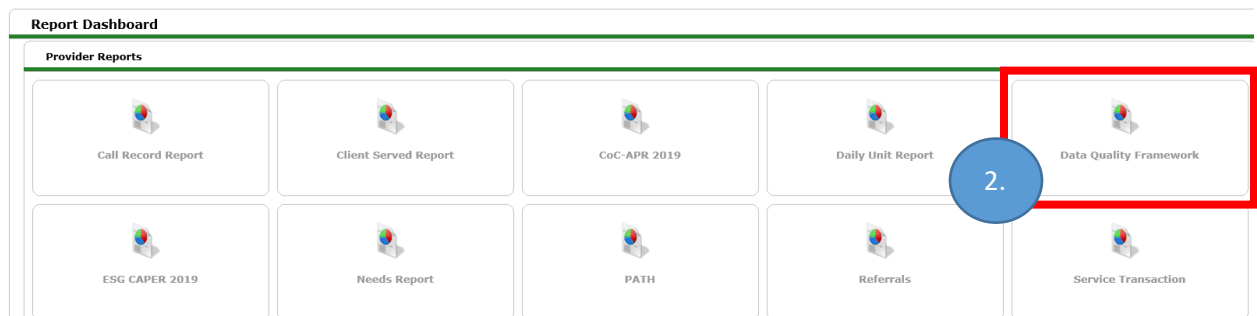 Report Dashboard
Provider Reports
Call Record Report
Client Served Report
CoC-APR 2019
Daily Unit Report
Data Quality Framework
2.
ESG CAPER 2019
Needs Report
PATH
Referrals
Service Transaction